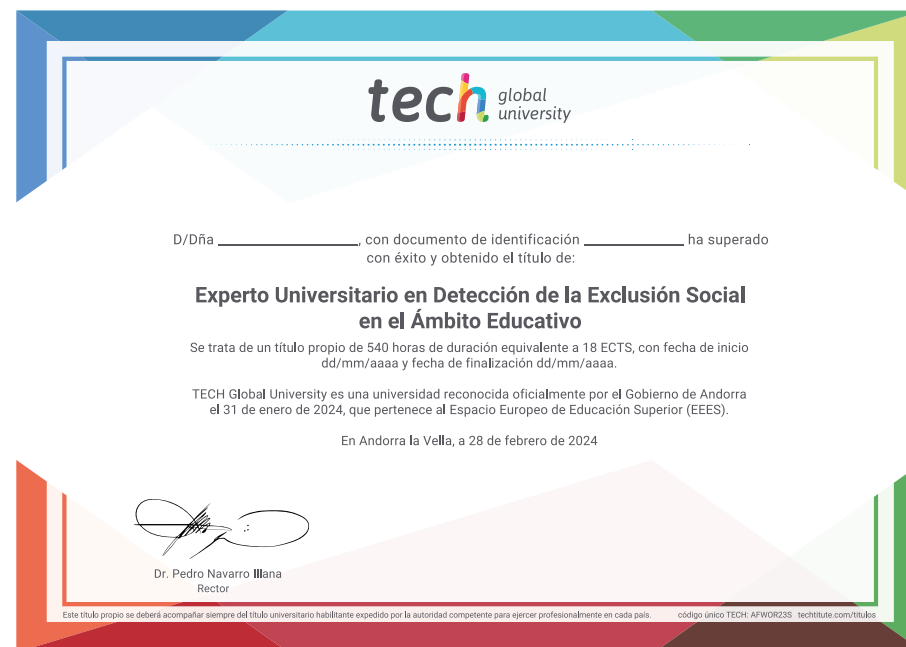 tech global
university
D/Dña ______________, con documento de identificación __________ ha superado
con éxito y obtenido el título de:
Experto Universitario en Detección de la Exclusión Social
en el Ámbito Educativo
Se trata de un título propio de 540 horas de duración equivalente a 18 ECTS, con fecha de inicio
dd/mm/aaaa y fecha de finalización dd/mm/aaaa.
TECH Global University es una universidad reconocida oficialmente por el Gobierno de Andorra
el 31 de enero de 2024, que pertenece al Espacio Europeo de Educación Superior (EEES).
En Andorra la Vella, a 28 de febrero de 2024
Dr. Pedro Navarro Illana
Rector
Este título propio se deberá acompañar siempre del título universitario habilitante expedido por la autoridad competente para ejercer profesionalmente en cada país. código único TECH: AFWOR23S techtitute.com/titulos